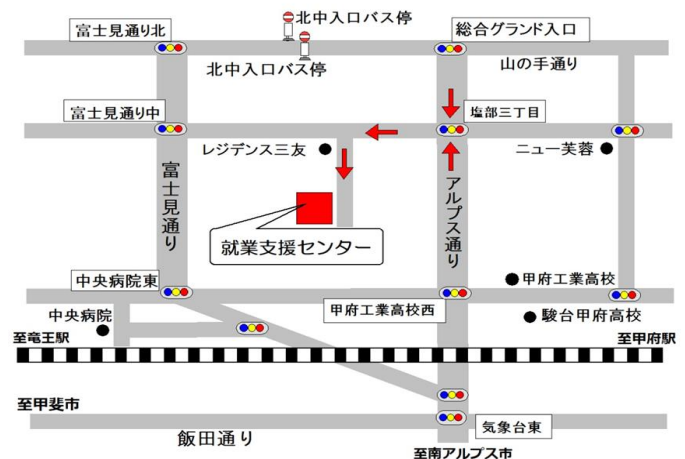 富士見通り北
北中入口バス停
総合グランド入口
北中入口バス停
山の手通り
富士見通り中
塩部三丁目
レジデンス三友
ニュー芙蓉
富士見通り
アルプス通り
就業支援センター
中央病院東
甲府工業高校
中央病院
甲府工業高校西
駿台甲府高校
至竜王駅
至甲府駅
至甲斐市
気象台東
飯田通り
至南アルプス市